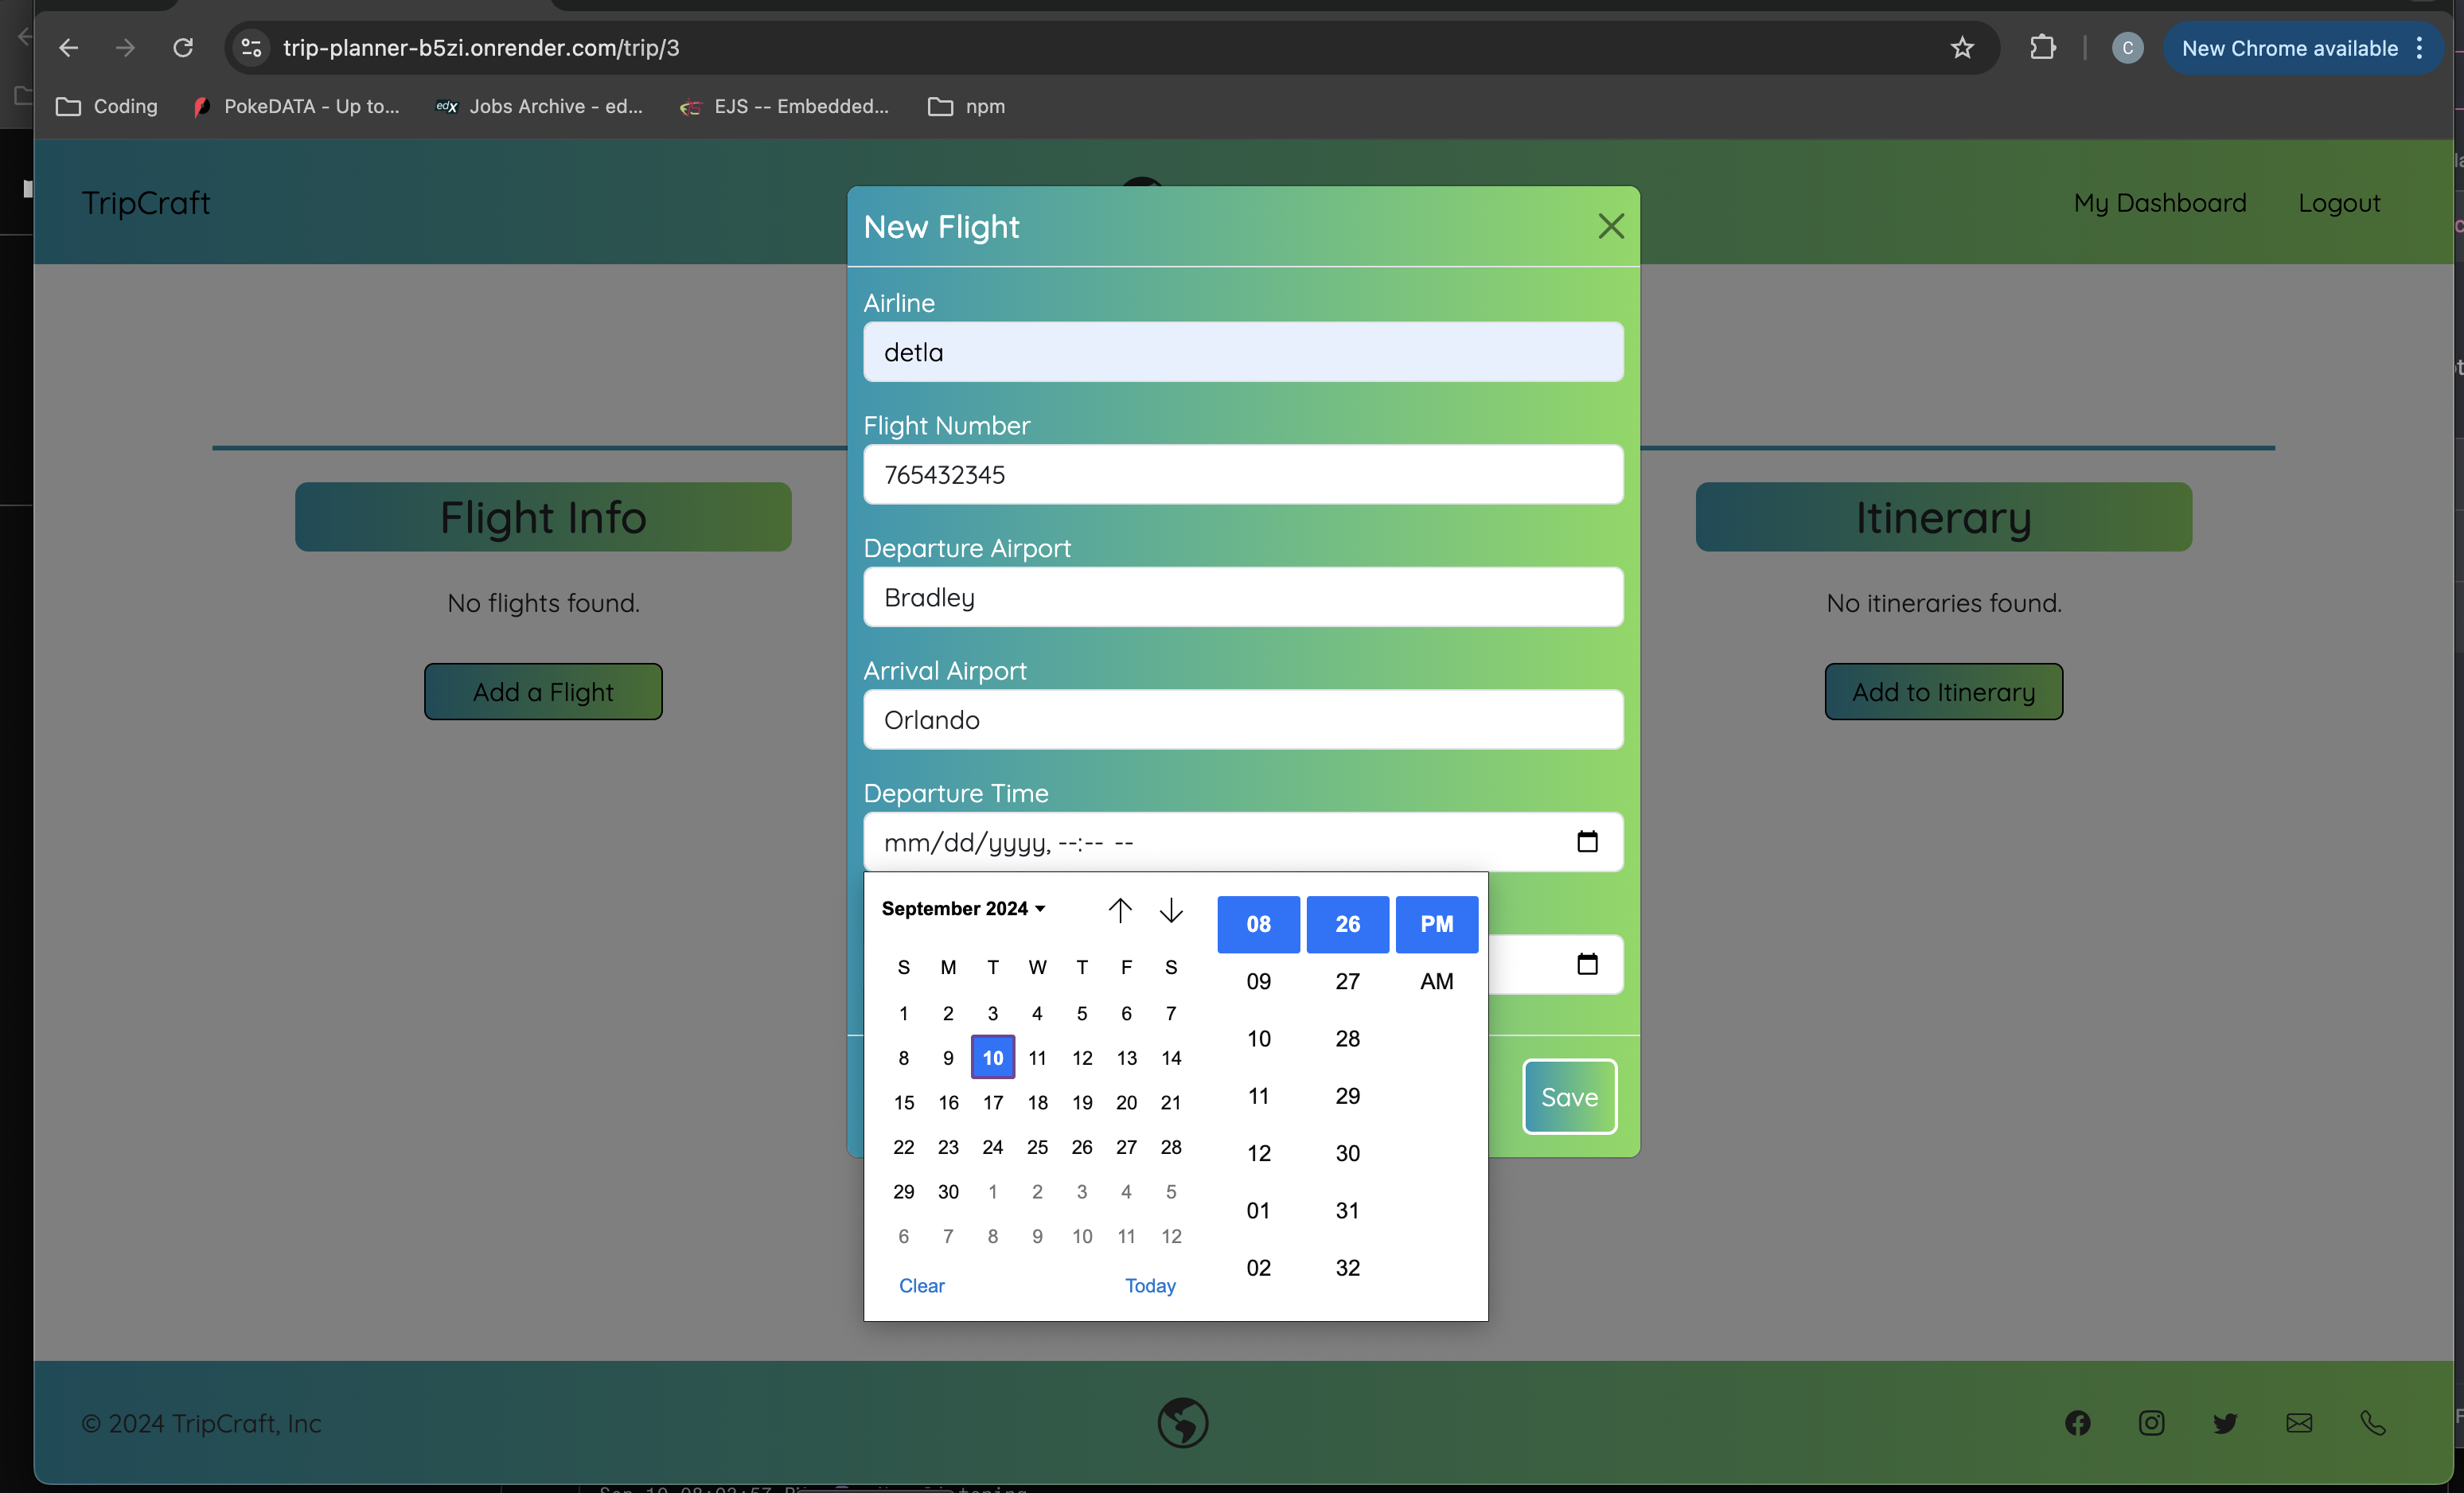 trip-planner-b5zi.onrender.com/trip/3
C
New Chrome available
Coding
PokeDATA - Up to...
edX Jobs Archive - ed...
EJS -- Embedded...
npm
TripCraft
My Dashboard
Logout
New Flight
Airline
detla
Flight Number
765432345
Departure Airport
Bradley
Arrival Airport
Orlando
Departure Time
mm/dd/yyyy, --:-- --
Flight Info
No flights found.
Add a Flight
Itinerary
No itineraries found.
Add to Itinerary
September 2024
08 26 PM
S M T W T F S
09 27 AM
1 2 3 4 5 6 7
10 28
8 9 10 11 12 13 14
11 29
15 16 17 18 19 20 21
12 30
22 23 24 25 26 27 28
01 31
29 30 1 2 3 4 5
02 32
6 7 8 9 10 11 12
Clear
Today
Save
© 2024 TripCraft, Inc